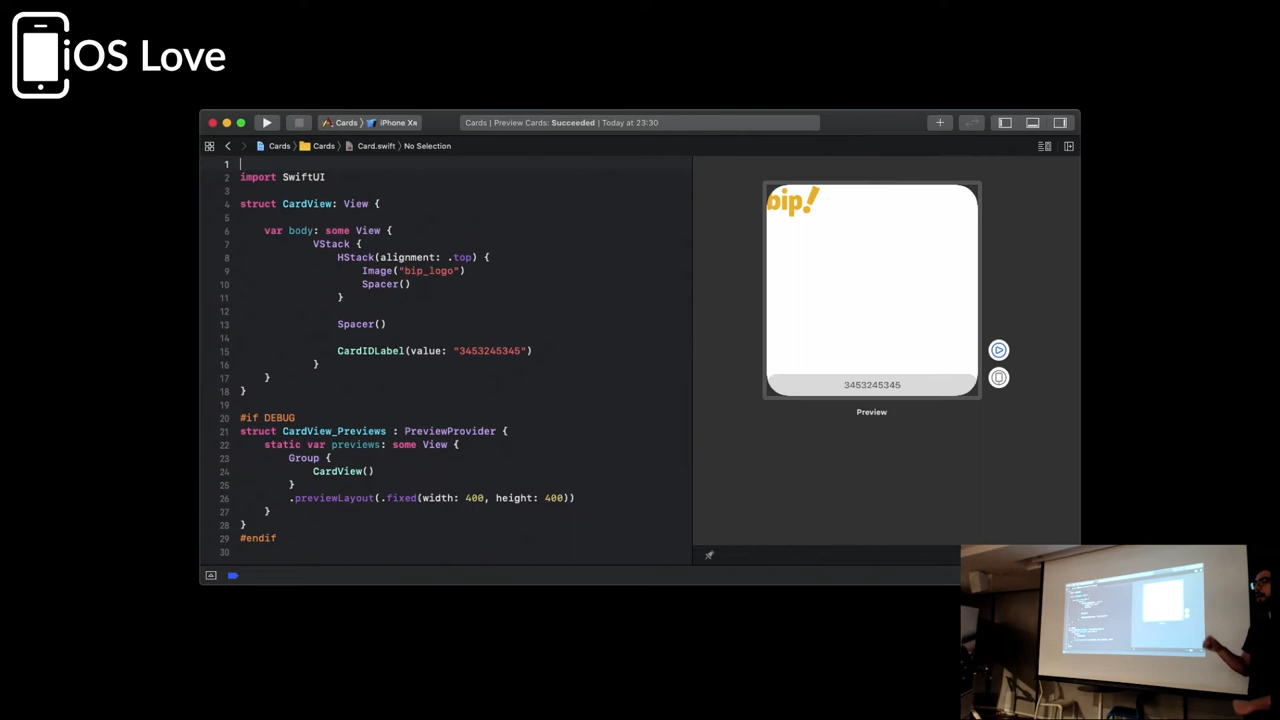 iOS Love
Cards 〉 iPhone Xʀ
Cards | Preview Cards: Succeeded | Today at 23:30
Cards 〉 Cards 〉 Card.swift 〉 No Selection
1
2 import SwiftUI
3
4 struct CardView: View {
5
6 var body: some View {
7 VStack {
8 HStack(alignment: .top) {
9 Image("bip_logo")
10 Spacer()
11 }
12
13 Spacer()
14
15 CardIDLabel(value: "3453245345")
16 }
17 }
18 }
19
20 #if DEBUG
21 struct CardView_Previews : PreviewProvider {
22 static var previews: some View {
23 Group {
24 CardView()
25 }
26 .previewLayout(.fixed(width: 400, height: 400))
27 }
28 }
29 #endif
30
bip!
3453245345
Preview